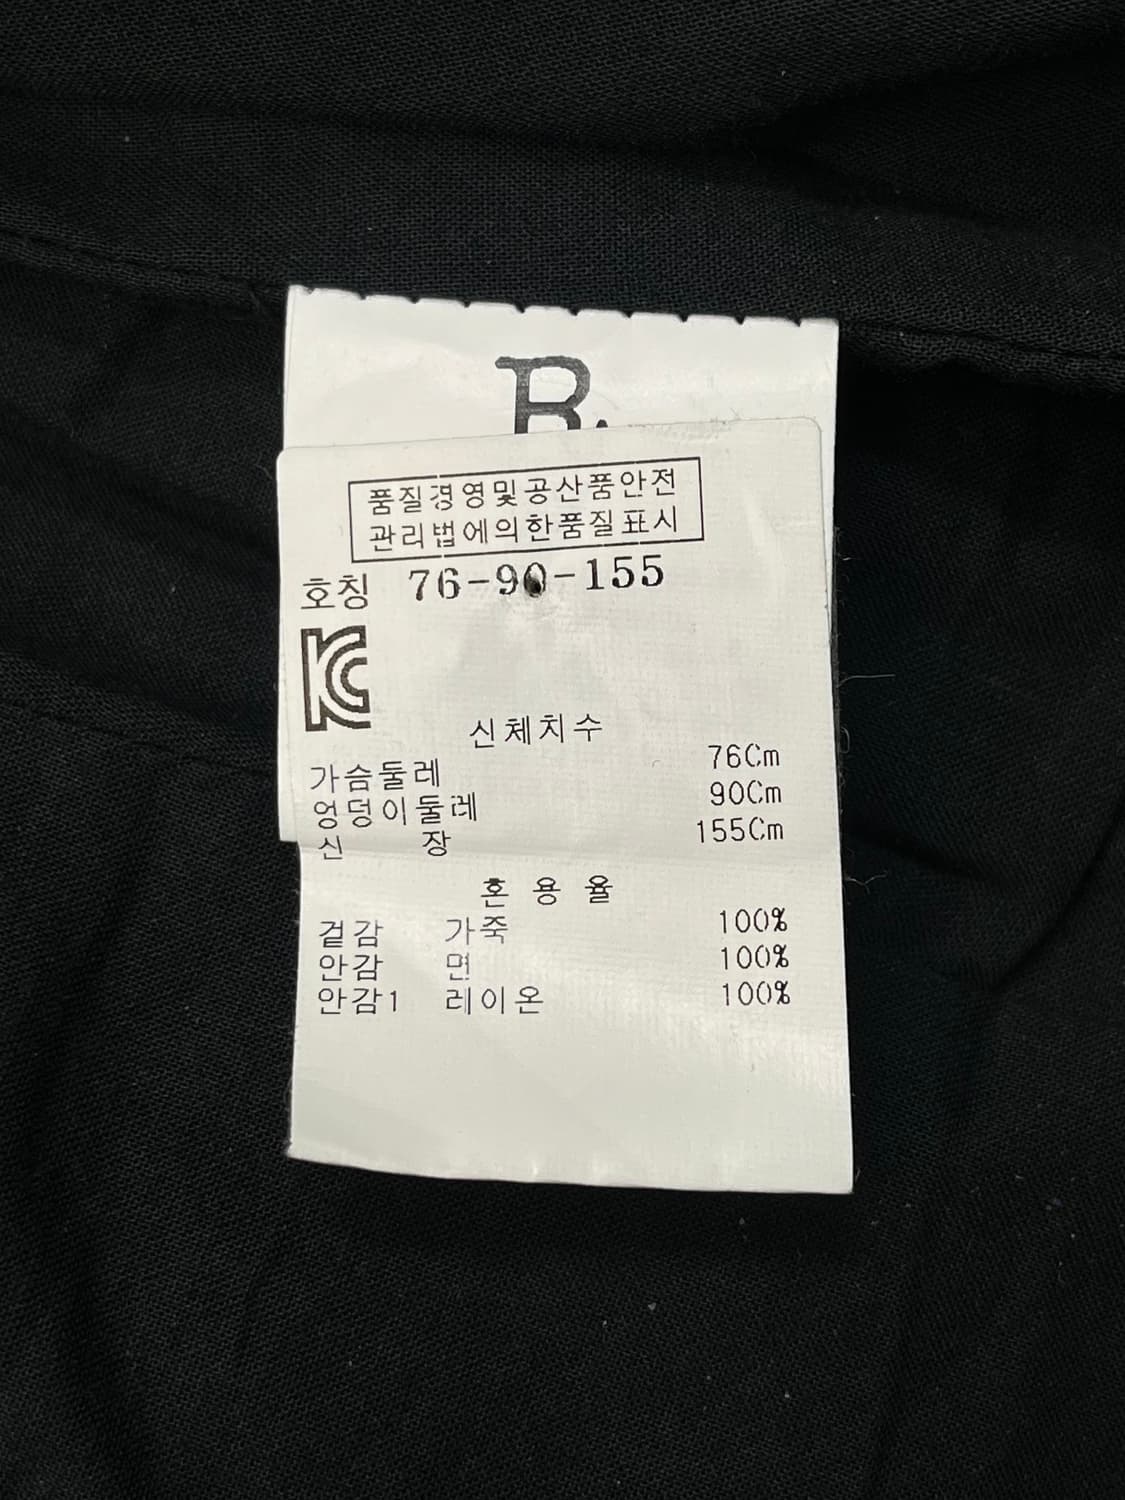 B
품질경영및공산품안전
관리법에의한품질표시
호칭 76-90-155
KC
신체치수
가슴둘레 76Cm
엉덩이둘레 90Cm
신 장 155Cm
혼 용 율
겉감 가죽 100%
안감 면 100%
안감1 레이온 100%